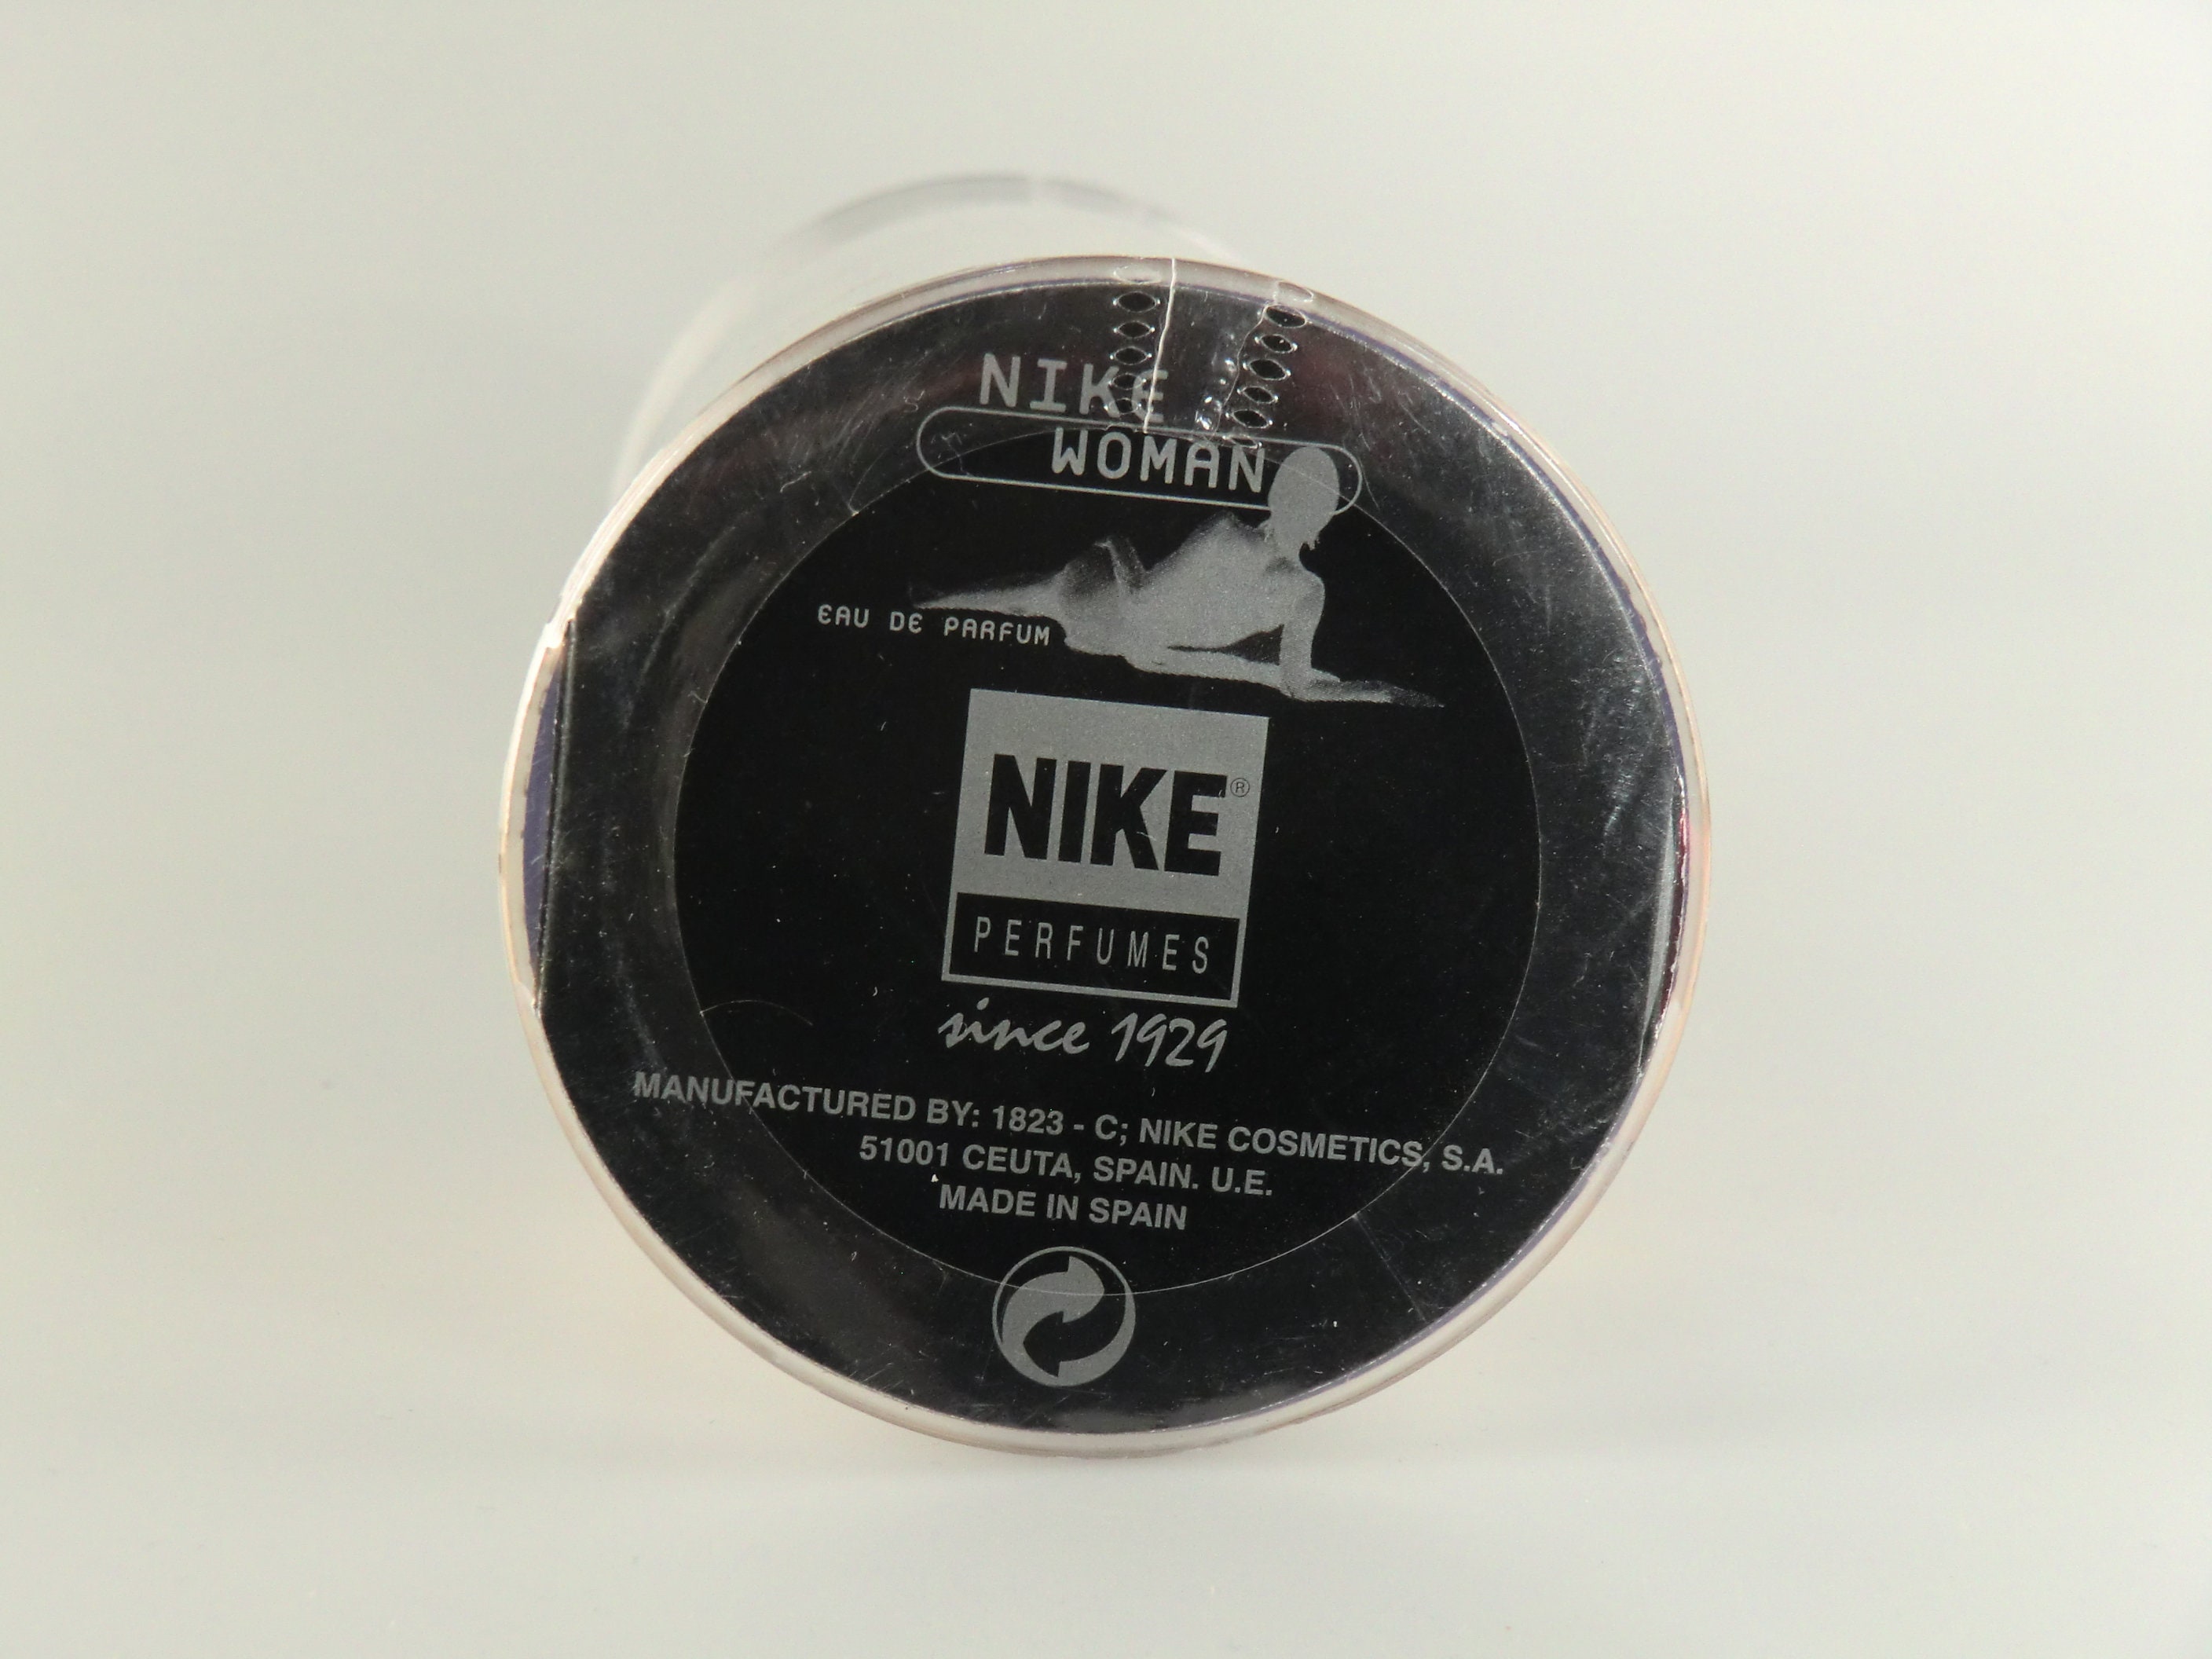 NIKE
WOMAN
EAU DE PARFUM
NIKE®
PERFUMES
since 1929
MANUFACTURED BY: 1823 - C; NIKE COSMETICS, S.A.
51001 CEUTA, SPAIN. U.E.
MADE IN SPAIN